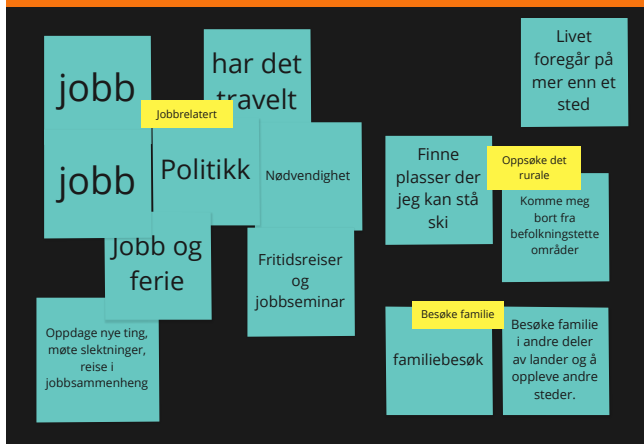 jobb
har det
travelt
Jobbrelatert
jobb
Politikk
Nødvendighet
Jobb og
ferie
Fritidsreiser
og
jobbseminar
Oppdage nye ting,
møte slektninger,
reise i
jobbsammenheng
Livet
foregår på
mer enn et
sted
Finne
plasser der
jeg kan stå
ski
Oppsøke det
rurale
Komme meg
bort fra
befolkningstette
områder
Besøke familie
familiebesøk
Besøke familie
i andre deler
av lander og å
oppleve andre
steder.